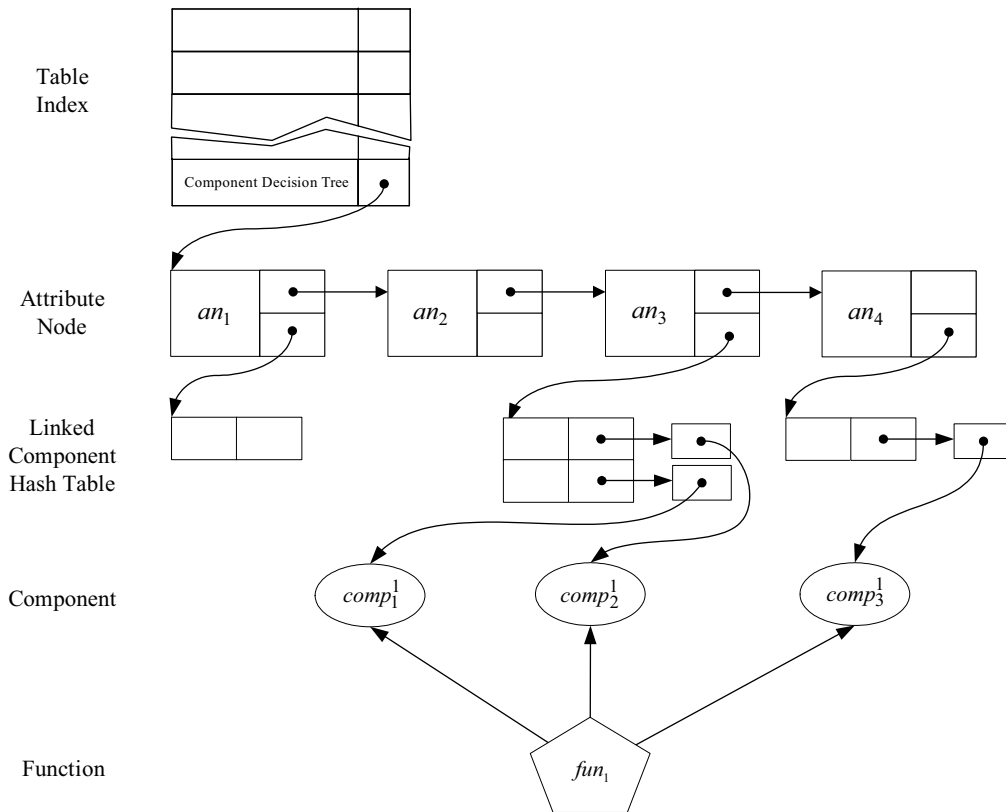 Table
Index
Component Decision Tree
Attribute
Node
an₁
an₂
an₃
an₄
Linked
Component
Hash Table
Component
comp₁¹
comp₂¹
comp₃¹
Function
fun₁